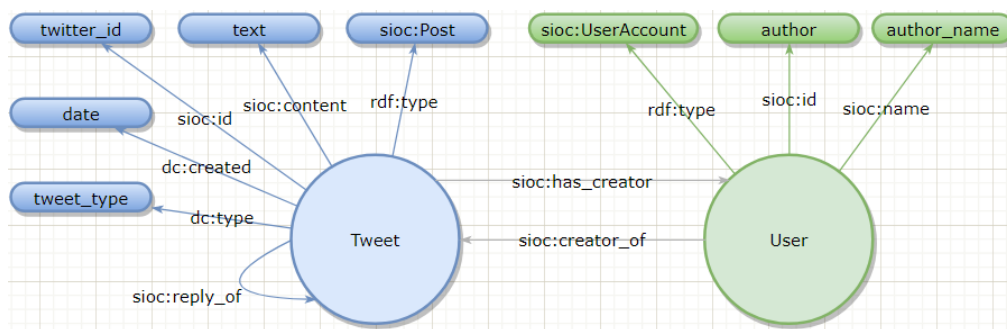 twitter_id
text
sioc:Post
sioc:UserAccount
author
author_name
sioc:content
rdf:type
sioc:id
sioc:name
date
sioc:id
rdf:type
dc:created
sioc:has_creator
tweet_type
dc:type
Tweet
sioc:creator_of
User
sioc:reply_of